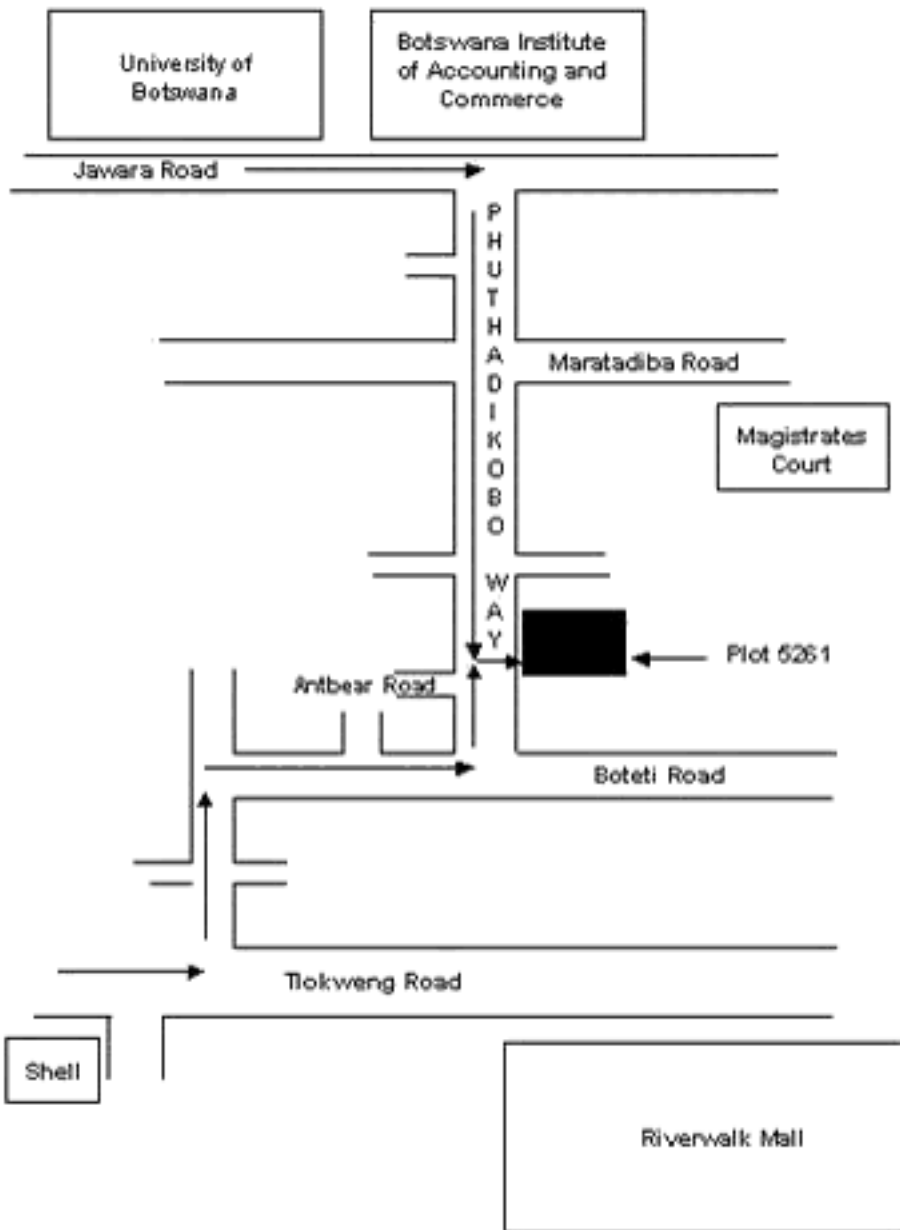 University of
Botswana
Botswana Institute
of Accounting and
Commerce
Jawara Road
PHUTHADIKOBO WAY
Maratadiba Road
Magistrates
Court
Plot 5261
Antbear Road
Boteti Road
Tlokweng Road
Shell
Riverwalk Mall